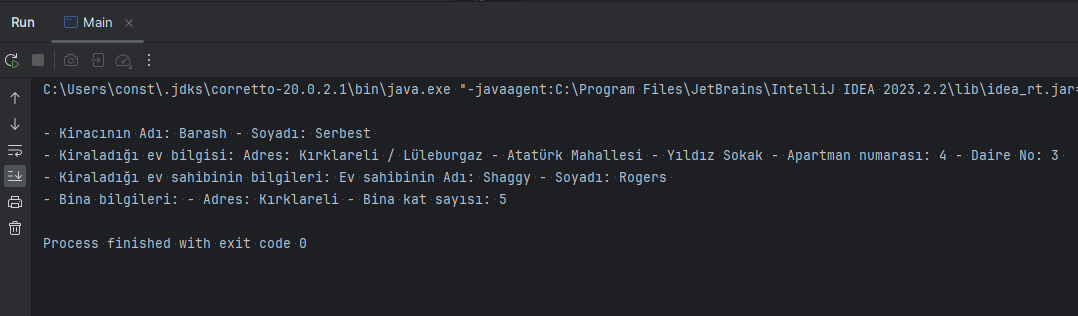 Run
Main
C:\Users\const\.jdks\corretto-20.0.2.1\bin\java.exe "-javaagent:C:\Program Files\JetBrains\IntelliJ IDEA 2023.2.2\lib\idea_rt.jar=
- Kiracının Adı: Barash - Soyadı: Serbest
- Kiraladığı ev bilgisi: Adres: Kırklareli / Lüleburgaz - Atatürk Mahallesi - Yıldız Sokak - Apartman numarası: 4 - Daire No: 3
- Kiraladığı ev sahibinin bilgileri: Ev sahibinin Adı: Shaggy - Soyadı: Rogers
- Bina bilgileri: - Adres: Kırklareli - Bina kat sayısı: 5
Process finished with exit code 0